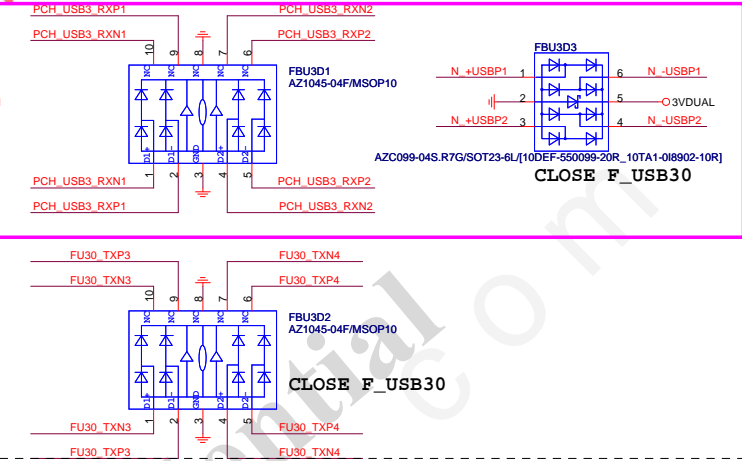 PCH_USB3_RXP1
PCH_USB3_RXN2
PCH_USB3_RXN1
PCH_USB3_RXP2
10 9 8 7 6
NC NC NC NC
FBU3D1
AZ1045-04F/MSOP10
D1+ D1- GND D2+ D2-
1 2 3 4 5
PCH_USB3_RXN1
PCH_USB3_RXP2
PCH_USB3_RXP1
PCH_USB3_RXN2
FBU3D3
N_+USBP1 1 6 N_-USBP1
2 5 3VDUAL
N_+USBP2 3 4 N_-USBP2
AZC099-04S.R7G/SOT23-6L/[10DEF-550099-20R_10TA1-0I8902-10R]
CLOSE F_USB30
FU30_TXP3
FU30_TXN4
FU30_TXN3
FU30_TXP4
10 9 8 7 6
NC NC NC NC
FBU3D2
AZ1045-04F/MSOP10
CLOSE F_USB30
D1+ D1- GND D2+ D2-
1 2 3 4 5
FU30_TXN3
FU30_TXP4
FU30_TXP3
FU30_TXN4
ential
com